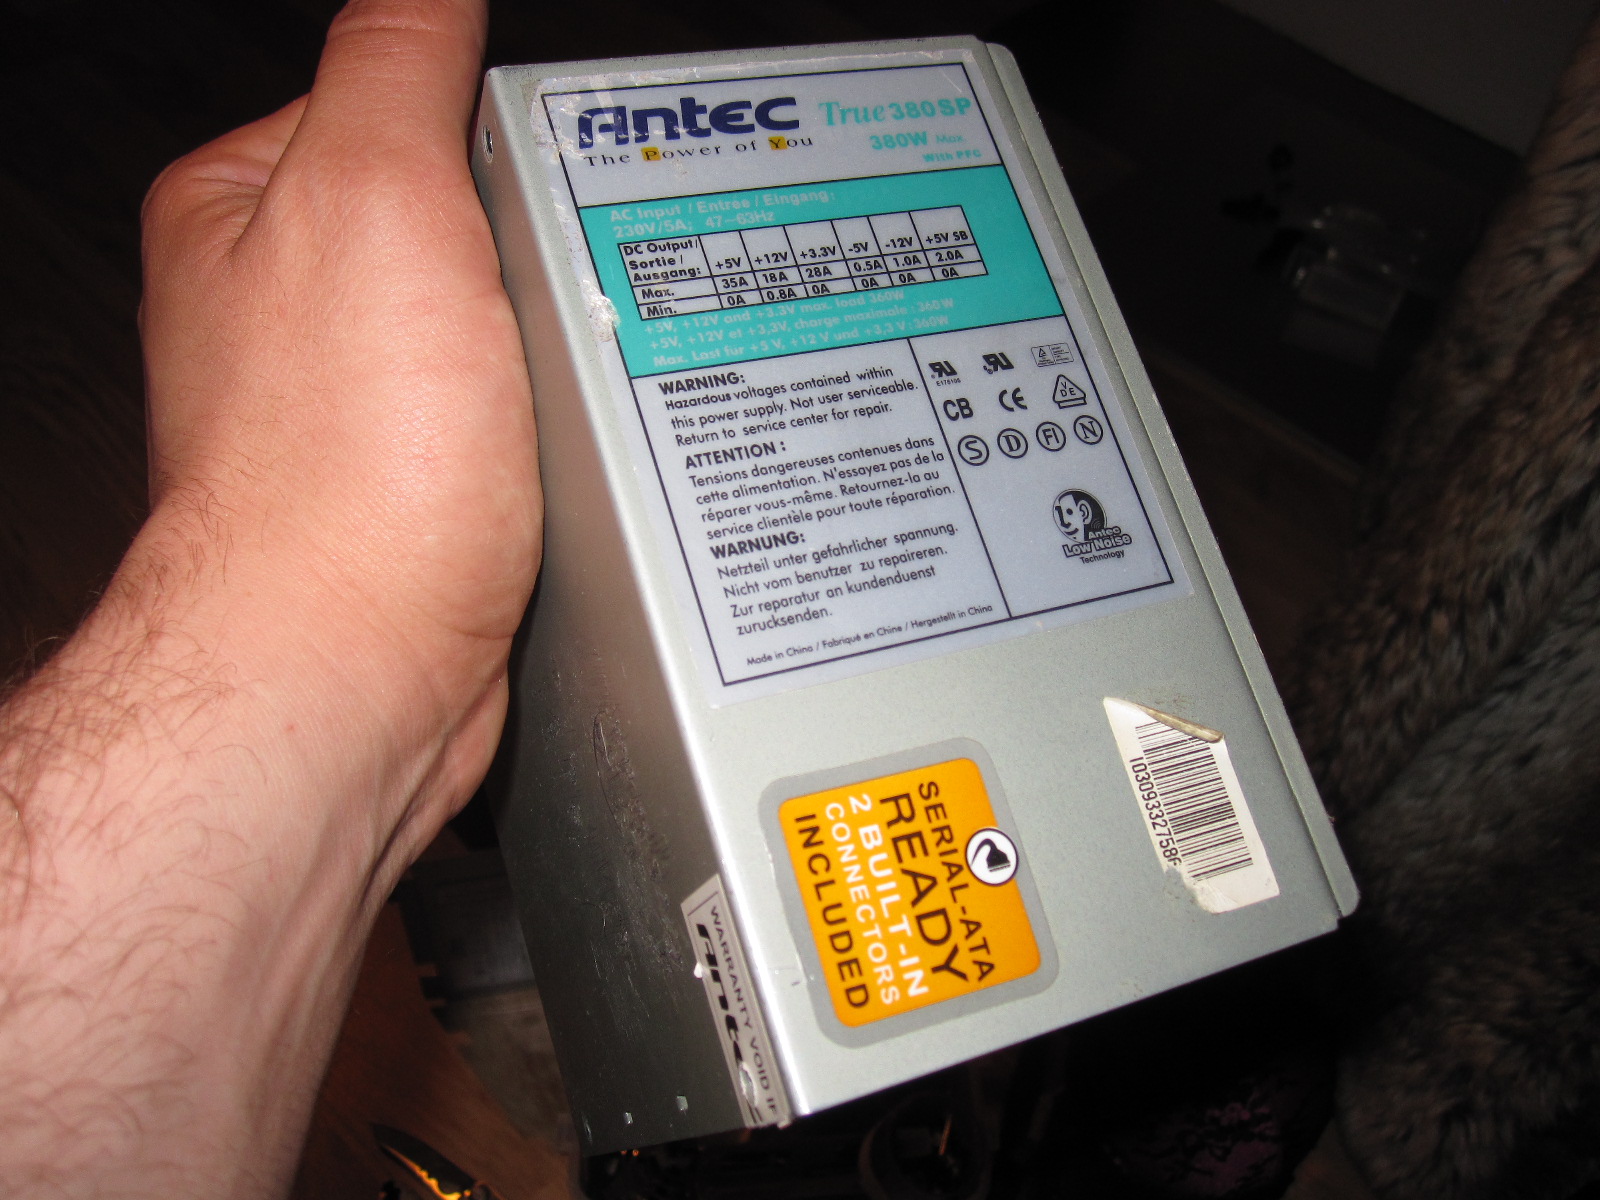 Antec True380SP
The Power of You
380W Max.
With PFC
AC Input / Entree / Eingang:
230V/5A; 47~63Hz
DC Output/ Sortie / Ausgang: +5V +12V +3.3V -5V -12V +5V SB
Max. 35A 18A 28A 0.5A 1.0A 2.0A
Min. 0A 0.8A 0A 0A 0A 0A
+5V, +12V and +3.3V max. load 360W
+5V, +12V et +3,3V, charge maximale : 360W
Max. Last fur +5 V, +12 V und +3,3 V : 360W
WARNING:
Hazardous voltages contained within
this power supply. Not user serviceable.
Return to service center for repair.
ATTENTION :
Tensions dangereuses contenues dans
cette alimentation. N'essayez pas de la
réparer vous-même. Retournez-la au
service clientèle pour toute réparation.
WARNUNG:
Netzteil unter gefahrlicher spannung.
Nicht vom benutzer zu repaireren.
Zur reparatur an kundenduenst
zurucksenden.
Made in China / Fabriqué en Chine / Hergestellt in China
E175105
CB CE VDE
S D FI N
Antec
Low Noise
Technology
SERIAL-ATA
READY
2 BUILT-IN
CONNECTORS
INCLUDED
WARRANTY VOID IF
Antec